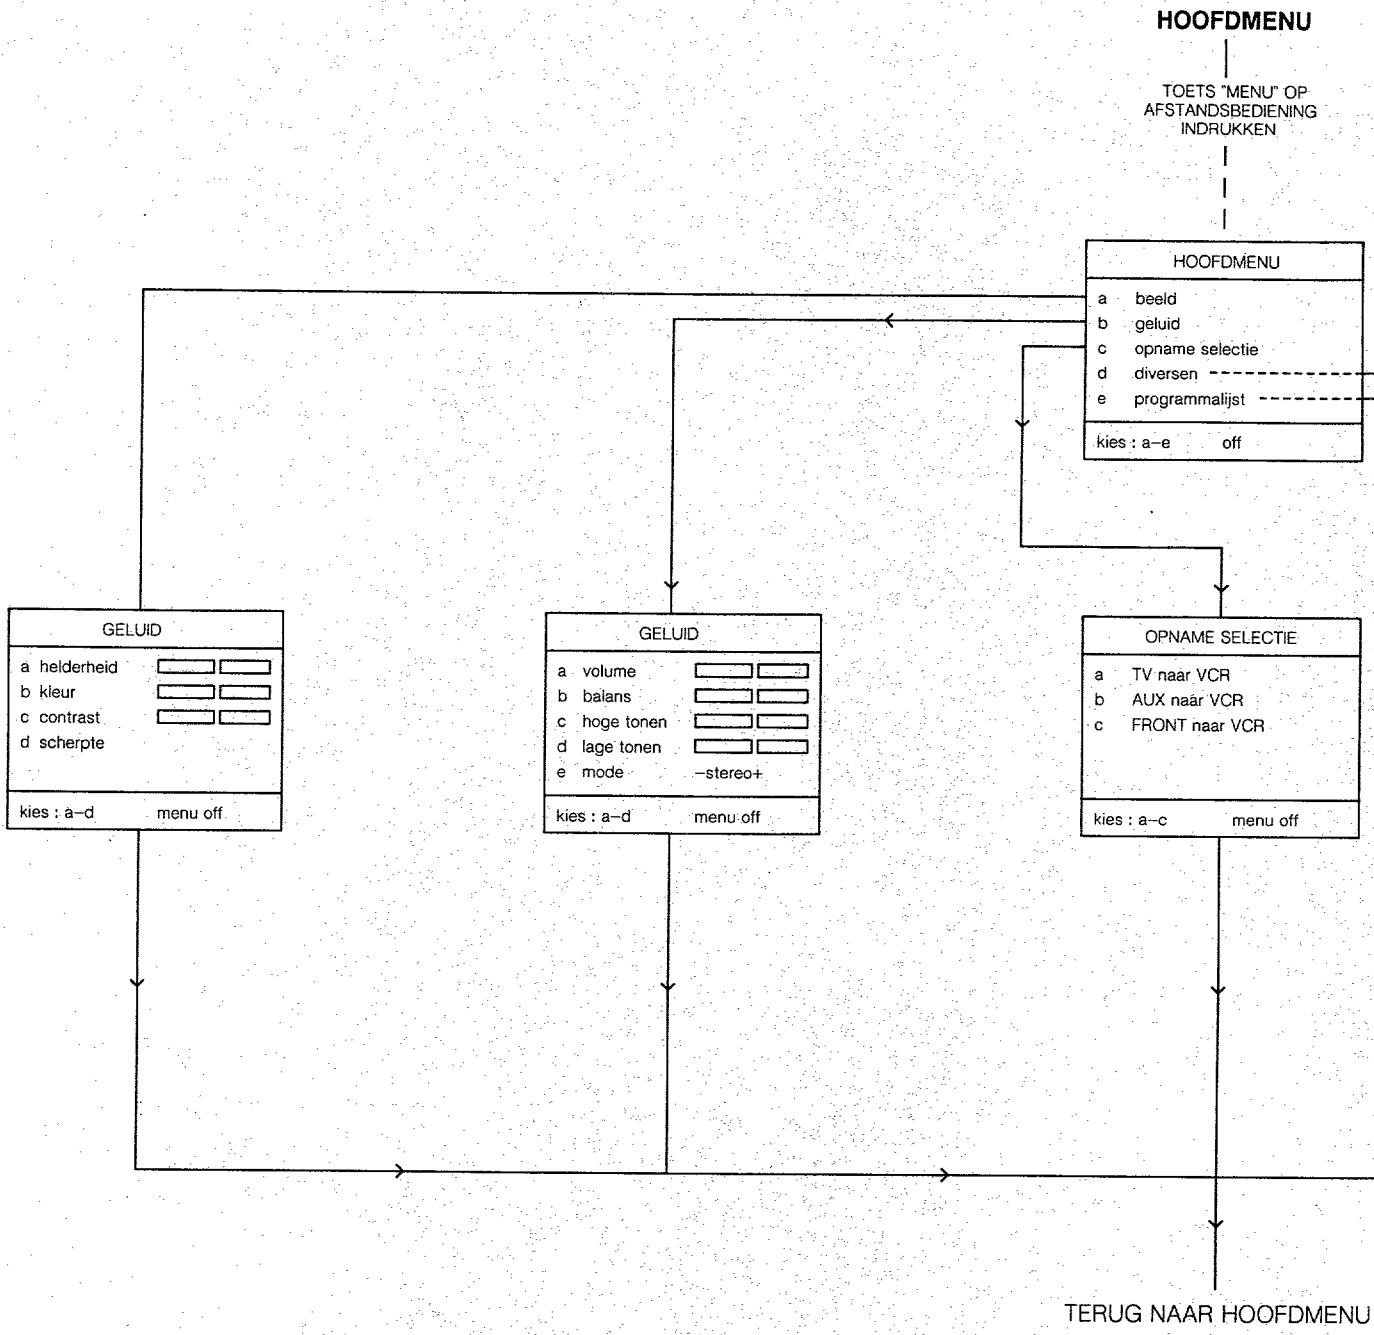 HOOFDMENU
TOETS "MENU" OP
AFSTANDSBEDIENING
INDRUKKEN
HOOFDMENU
a beeld
b geluid
c opname selectie
d diversen
e programmalijst
kies : a–e off
GELUID
a helderheid
b kleur
c contrast
d scherpte
kies : a–d menu off
GELUID
a volume
b balans
c hoge tonen
d lage tonen
e mode –stereo+
kies : a–d menu off
OPNAME SELECTIE
a TV naar VCR
b AUX naar VCR
c FRONT naar VCR
kies : a–c menu off
TERUG NAAR HOOFDMENU